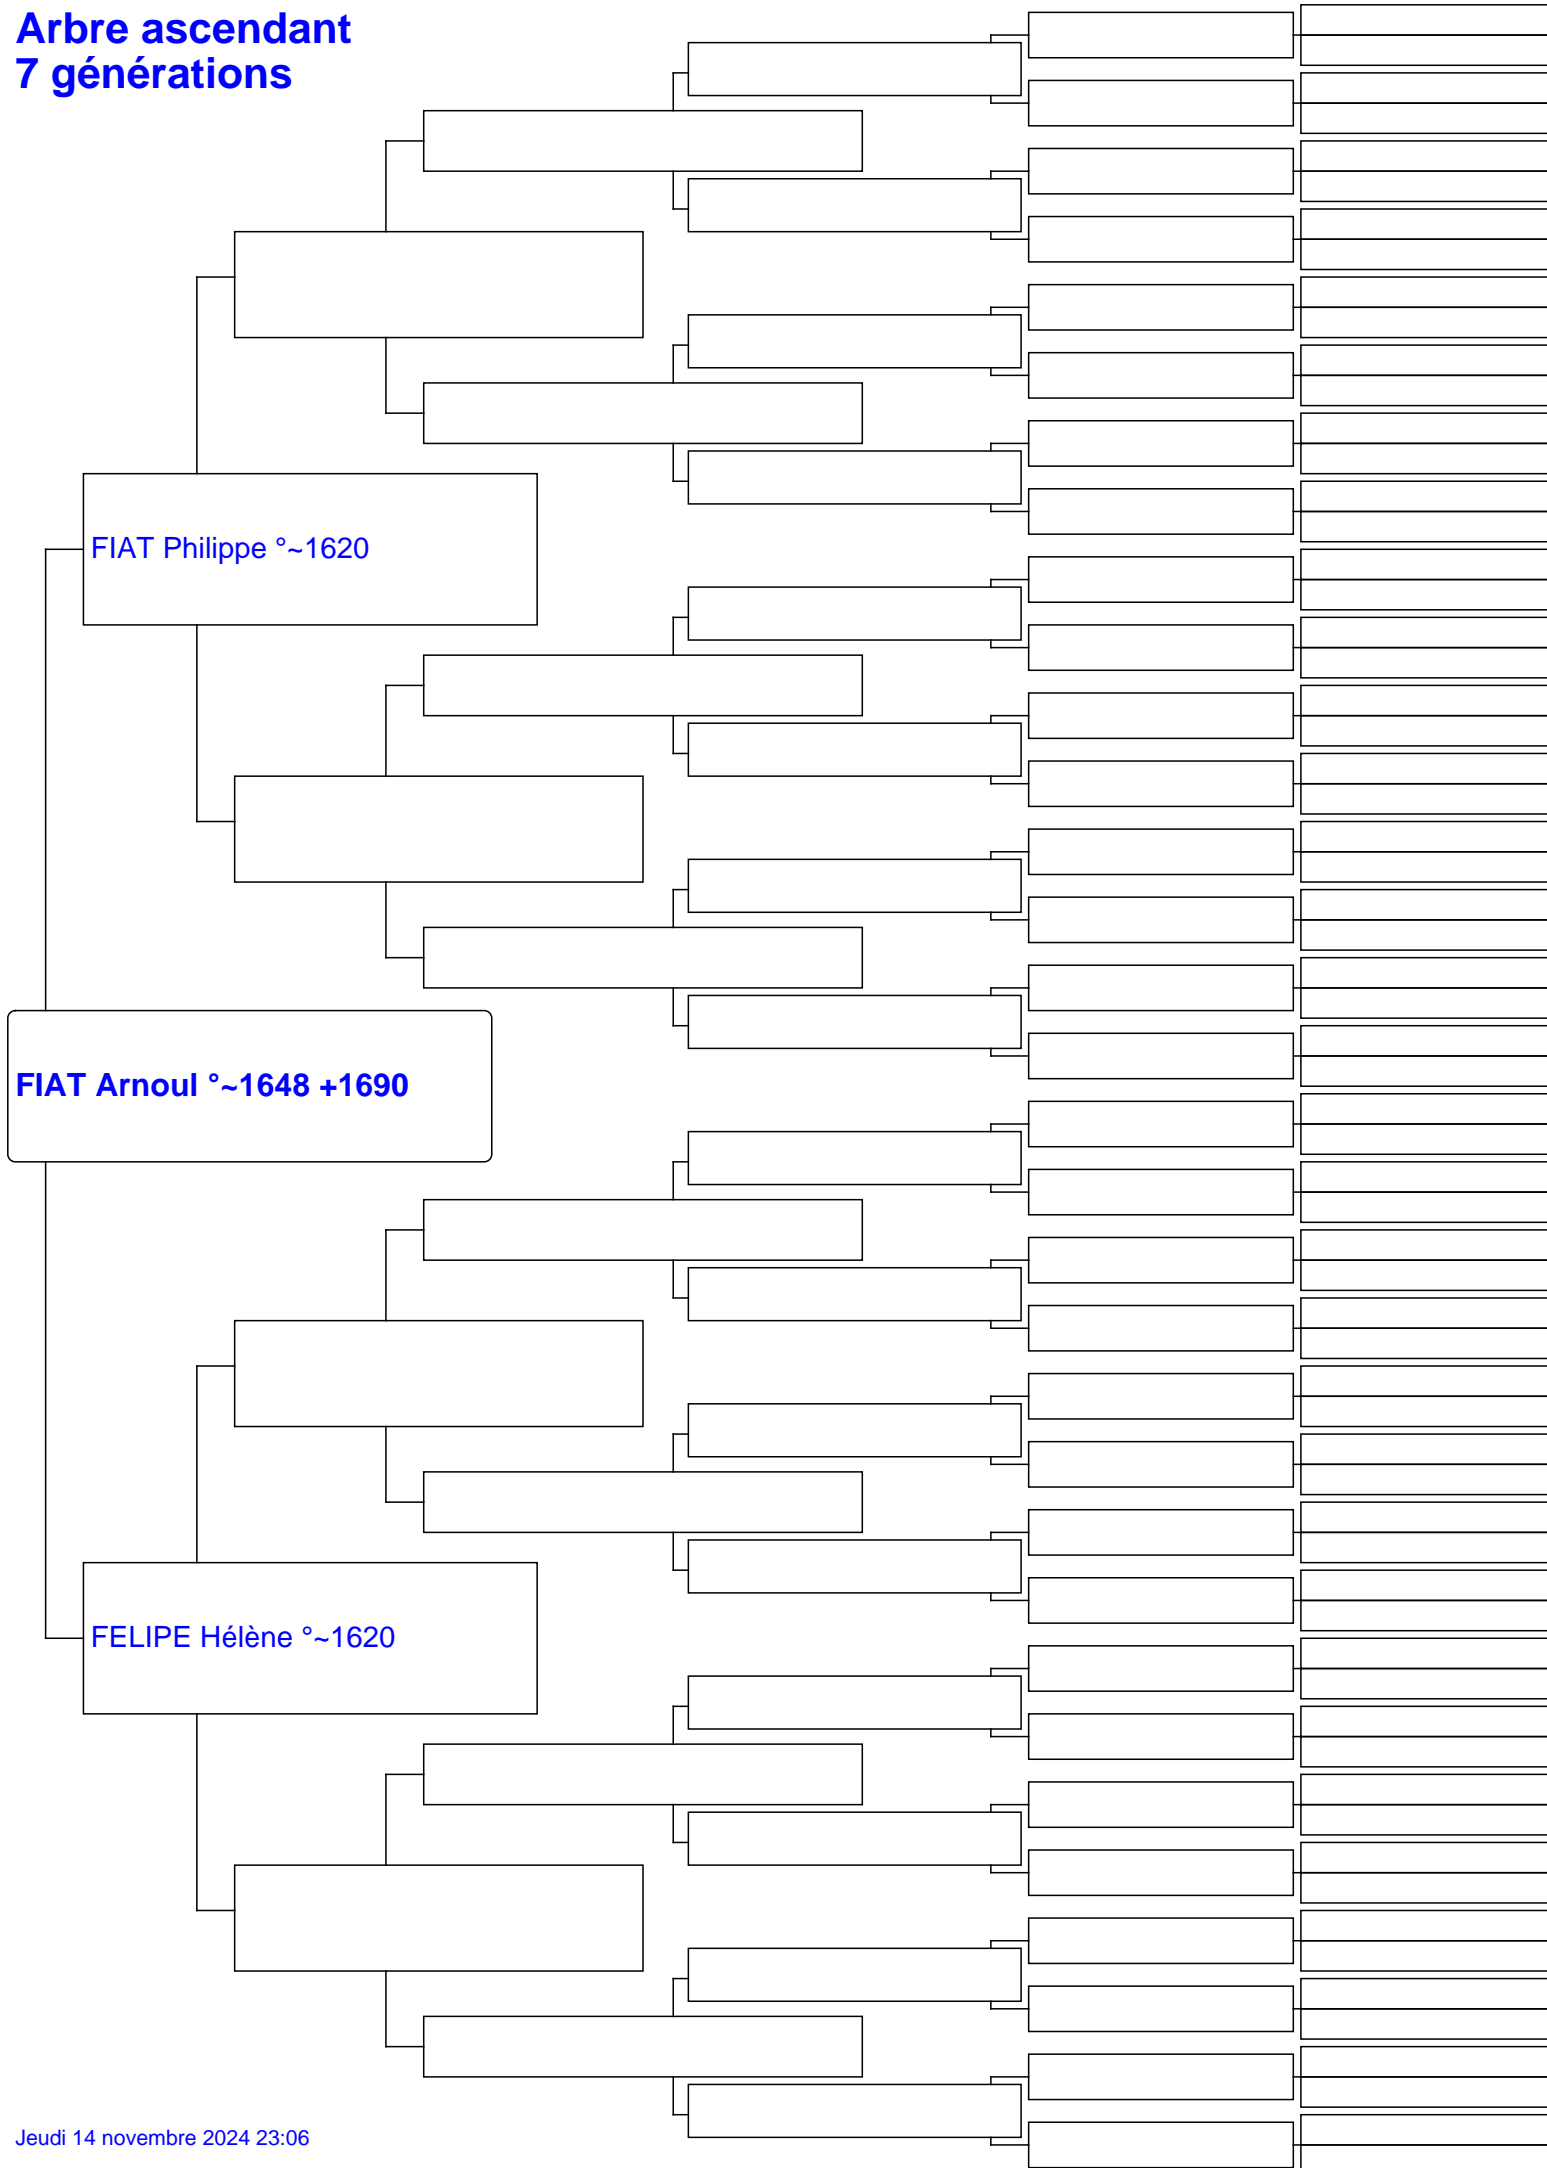 Arbre ascendant
7 générations
FIAT Philippe °~1620
FIAT Arnoul °~1648 +1690
FELIPE Hélène °~1620
Jeudi 14 novembre 2024 23:06